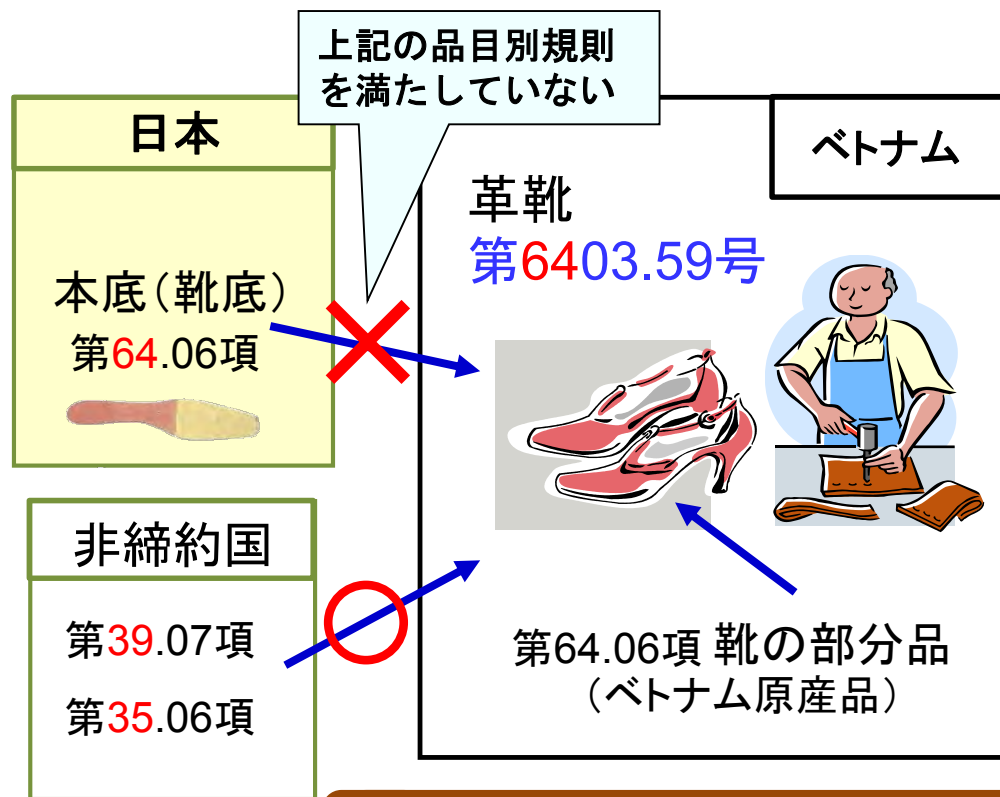 上記の品目別規則
を満たしていない
日本
本底(靴底)
第64.06項
ベトナム
革靴
第6403.59号
非締約国
第39.07項
第35.06項
第64.06項 靴の部分品
(ベトナム原産品)